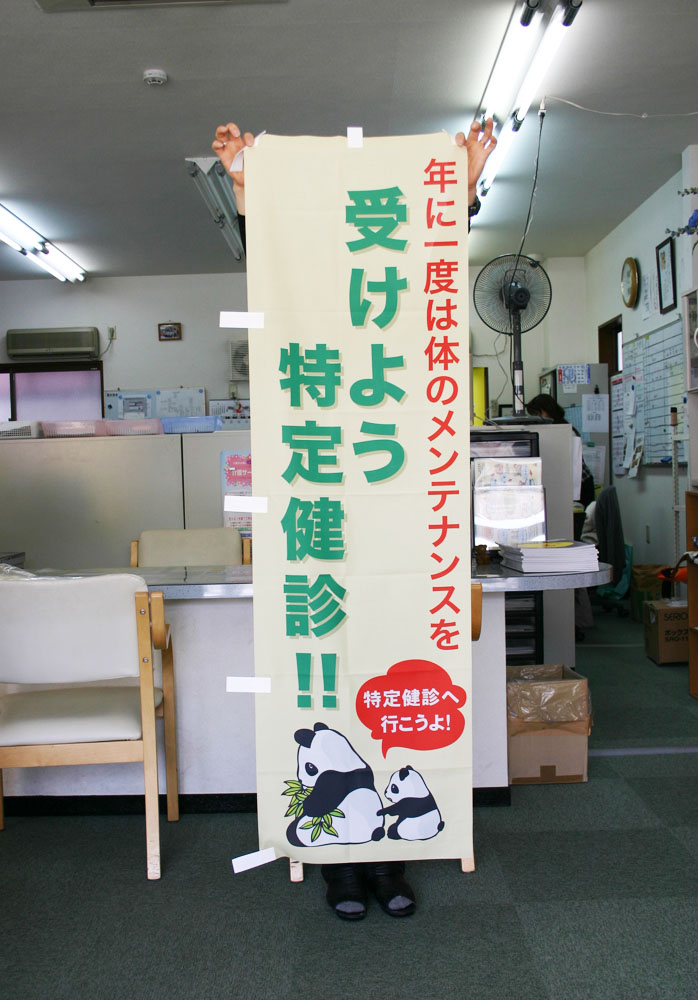 年に一度は体のメンテナンスを
受けよう
特定健診!!
特定健診へ
行こうよ!